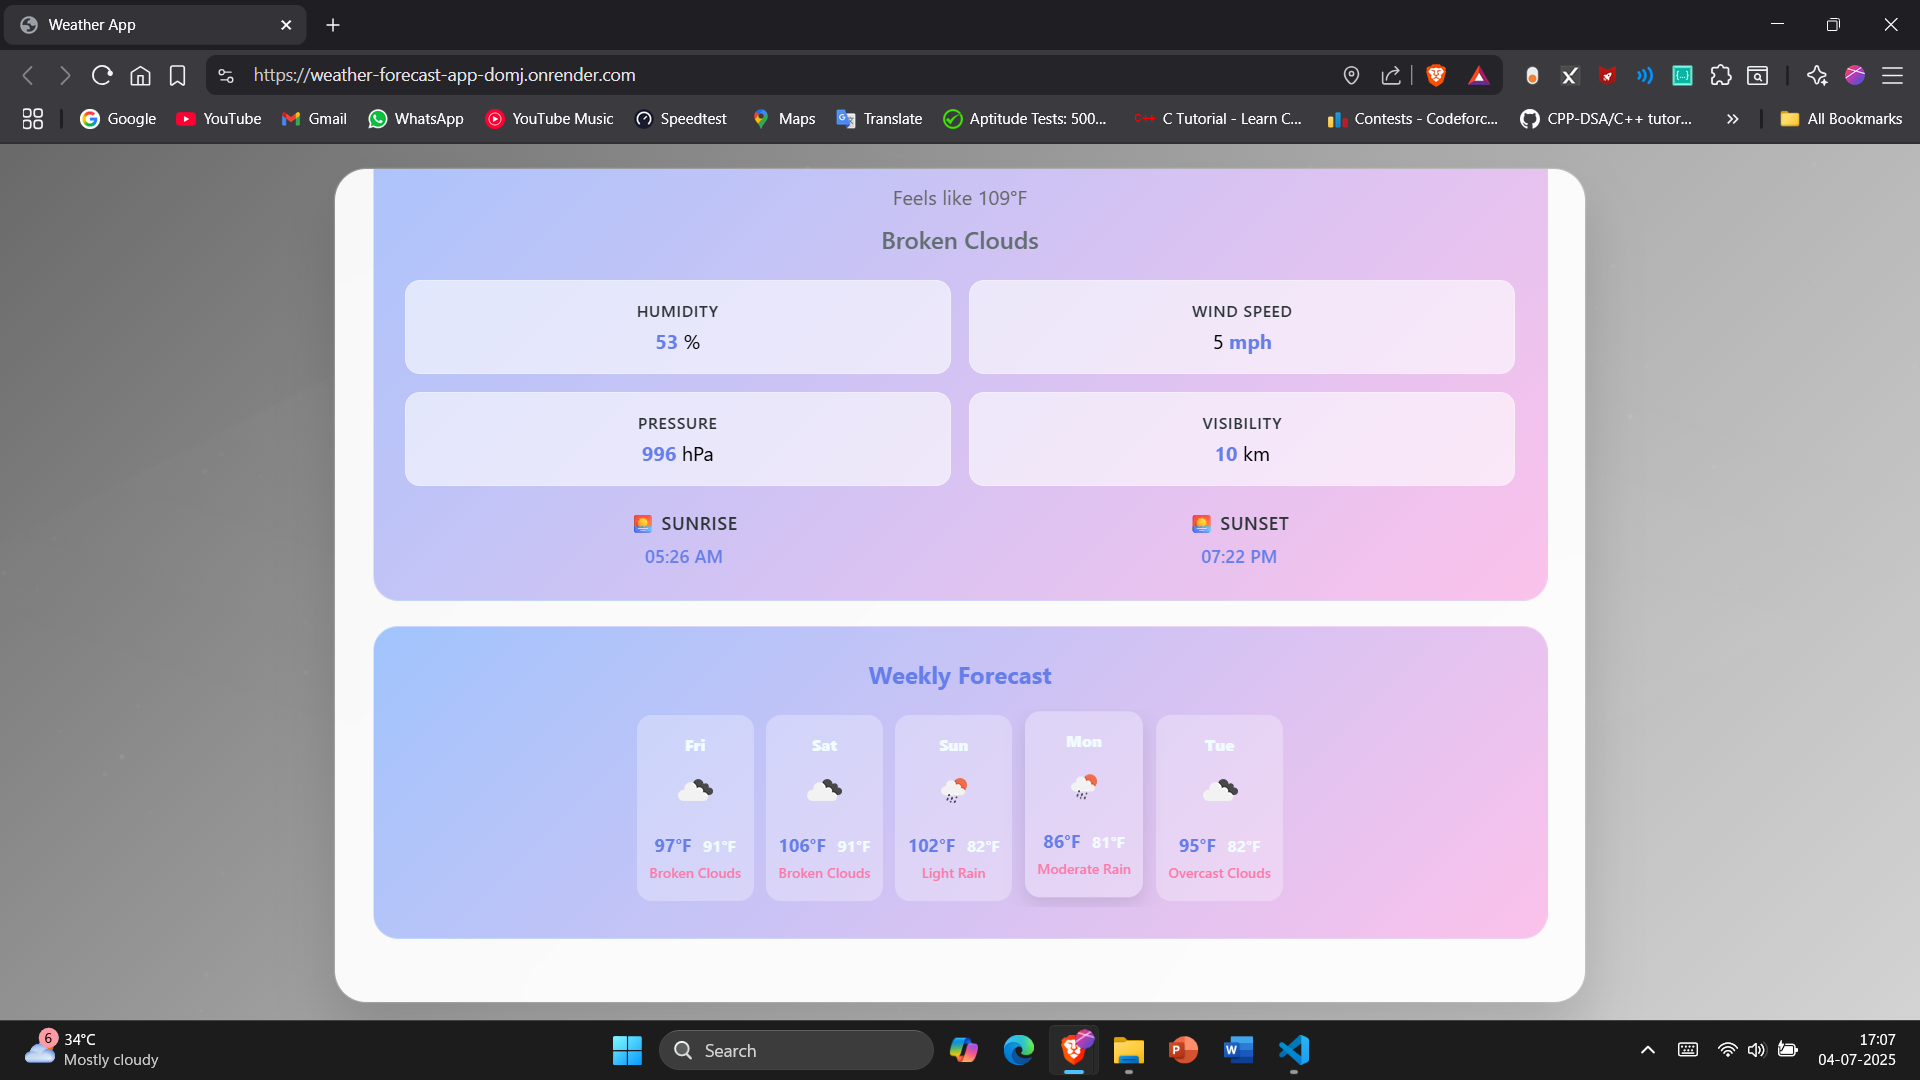 Weather App
https://weather-forecast-app-domj.onrender.com
Google YouTube Gmail WhatsApp YouTube Music Speedtest Maps Translate Aptitude Tests: 500... C Tutorial - Learn C... Contests - Codeforc... CPP-DSA/C++ tutor... » All Bookmarks
Feels like 109°F
Broken Clouds
HUMIDITY WIND SPEED
53 % 5 mph
PRESSURE VISIBILITY
996 hPa 10 km
SUNRISE SUNSET
05:26 AM 07:22 PM
Weekly Forecast
Fri Sat Sun Mon Tue
97°F 91°F 106°F 91°F 102°F 82°F 86°F 81°F 95°F 82°F
Broken Clouds Broken Clouds Light Rain Moderate Rain Overcast Clouds
6 34°C
Mostly cloudy
Search
17:07
04-07-2025